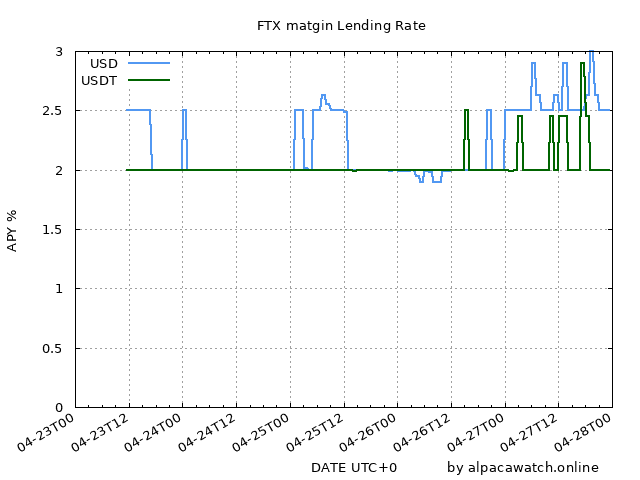 FTX matgin Lending Rate
USD
USDT
3
2.5
2
1.5
1
0.5
0
APY %
04-23T00
04-23T12
04-24T00
04-24T12
04-25T00
04-25T12
04-26T00
04-26T12
04-27T00
04-27T12
04-28T00
DATE UTC+0
by alpacawatch.online